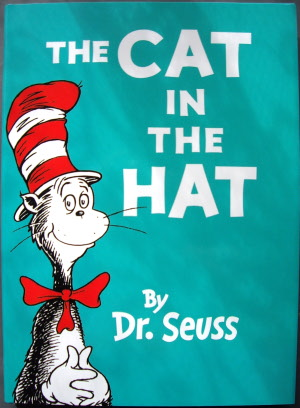 THE CAT
IN
THE
HAT
By
Dr. Seuss